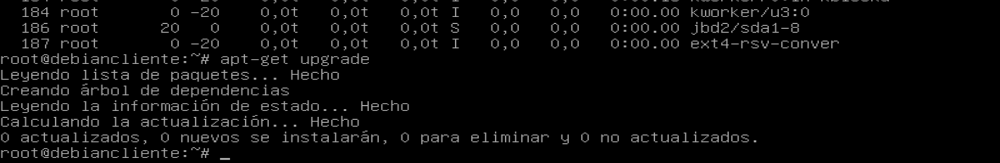 184 root 0 -20 0,0t 0,0t 0,0t I 0,0 0,0 0:00.00 kworker/u3:0
186 root 20 0 0,0t 0,0t 0,0t S 0,0 0,0 0:00.00 jbd2/sda1-8
187 root 0 -20 0,0t 0,0t 0,0t I 0,0 0,0 0:00.00 ext4-rsv-conver
root@debiancliente:~# apt-get upgrade
Leyendo lista de paquetes... Hecho
Creando árbol de dependencias
Leyendo la información de estado... Hecho
Calculando la actualización... Hecho
0 actualizados, 0 nuevos se instalarán, 0 para eliminar y 0 no actualizados.
root@debiancliente:~# _